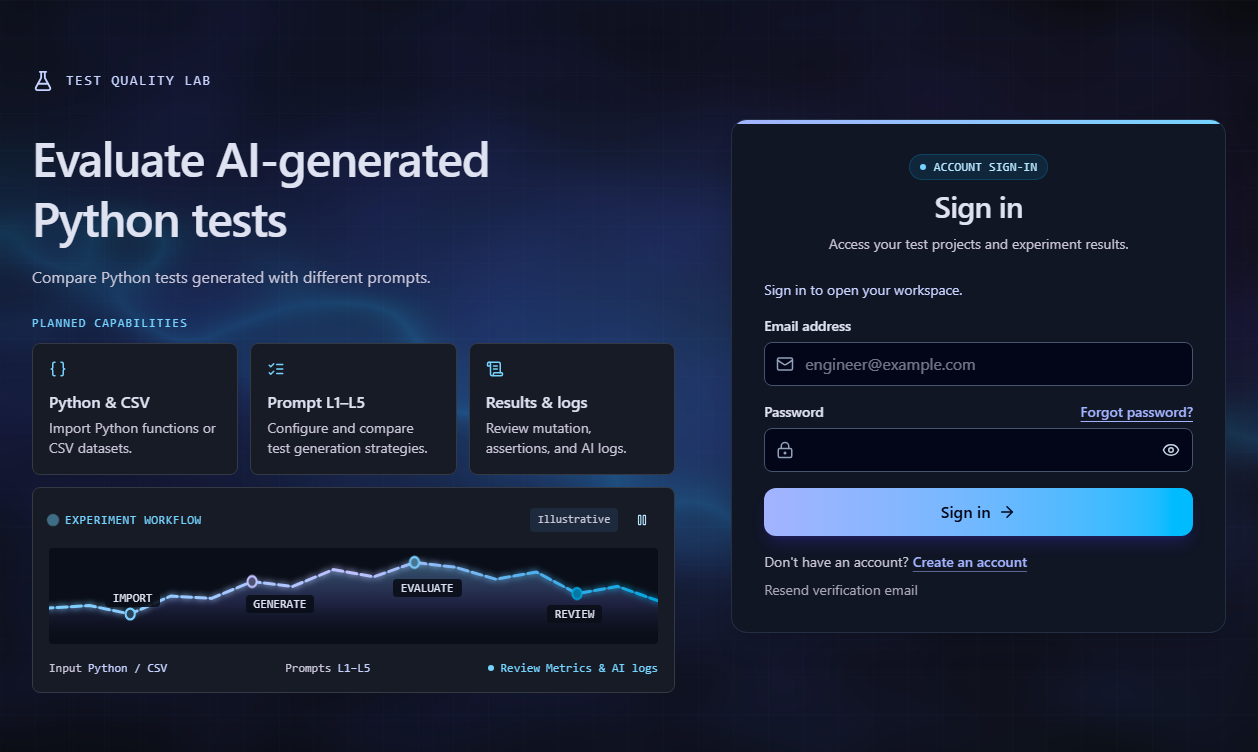 TEST QUALITY LAB
Evaluate AI-generated
Python tests
Compare Python tests generated with different prompts.
PLANNED CAPABILITIES
Python & CSV
Import Python functions or
CSV datasets.
Prompt L1–L5
Configure and compare
test generation strategies.
Results & logs
Review mutation,
assertions, and AI logs.
EXPERIMENT WORKFLOW
Illustrative
IMPORT
GENERATE
EVALUATE
REVIEW
Input Python / CSV
Prompts L1–L5
Review Metrics & AI logs
ACCOUNT SIGN-IN
Sign in
Access your test projects and experiment results.
Sign in to open your workspace.
Email address
engineer@example.com
Password
Forgot password?
Sign in →
Don't have an account? Create an account
Resend verification email